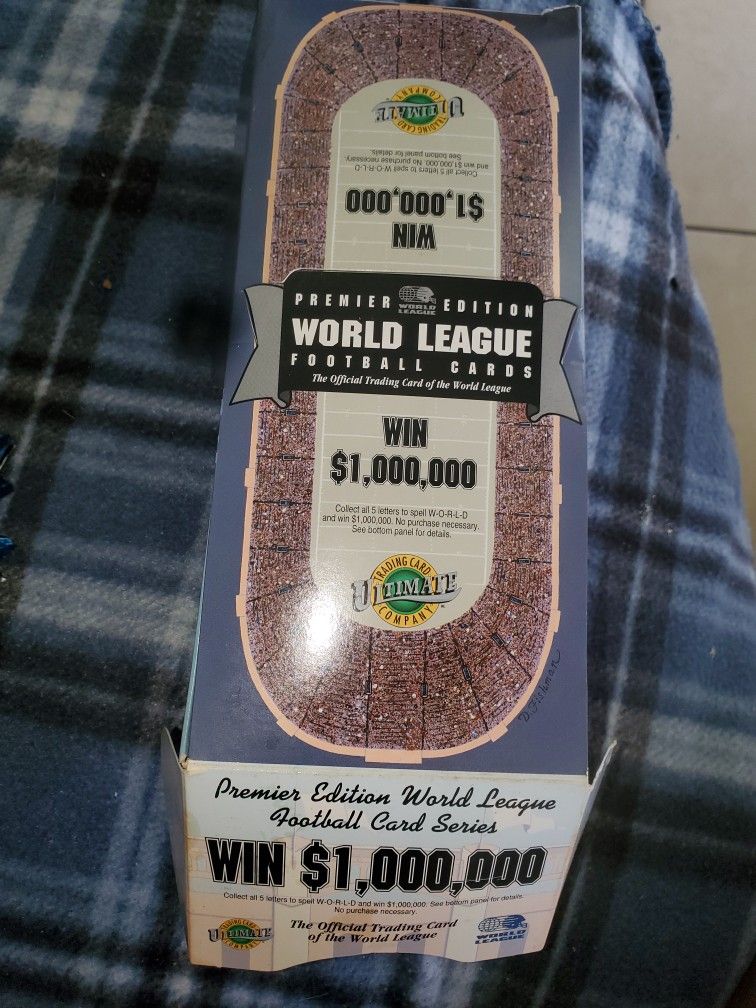 TRADING CARD
ULTIMATE
COMPANY
WIN
$1,000,000
Collect all 5 letters to spell W-O-R-L-D
and win $1,000,000. No purchase necessary.
See bottom panel for details.
PREMIER WORLD LEAGUE EDITION
WORLD LEAGUE
FOOTBALL CARDS
The Official Trading Card of the World League
WIN
$1,000,000
Collect all 5 letters to spell W-O-R-L-D
and win $1,000,000. No purchase necessary.
See bottom panel for details.
TRADING CARD
ULTIMATE
COMPANY
D. Fishman
Premier Edition World League
Football Card Series
WIN $1,000,000
Collect all 5 letters to spell W-O-R-L-D and win $1,000,000. See bottom panel for details.
No purchase necessary.
TRADING CARD
ULTIMATE
COMPANY
The Official Trading Card
of the World League
WORLD
LEAGUE